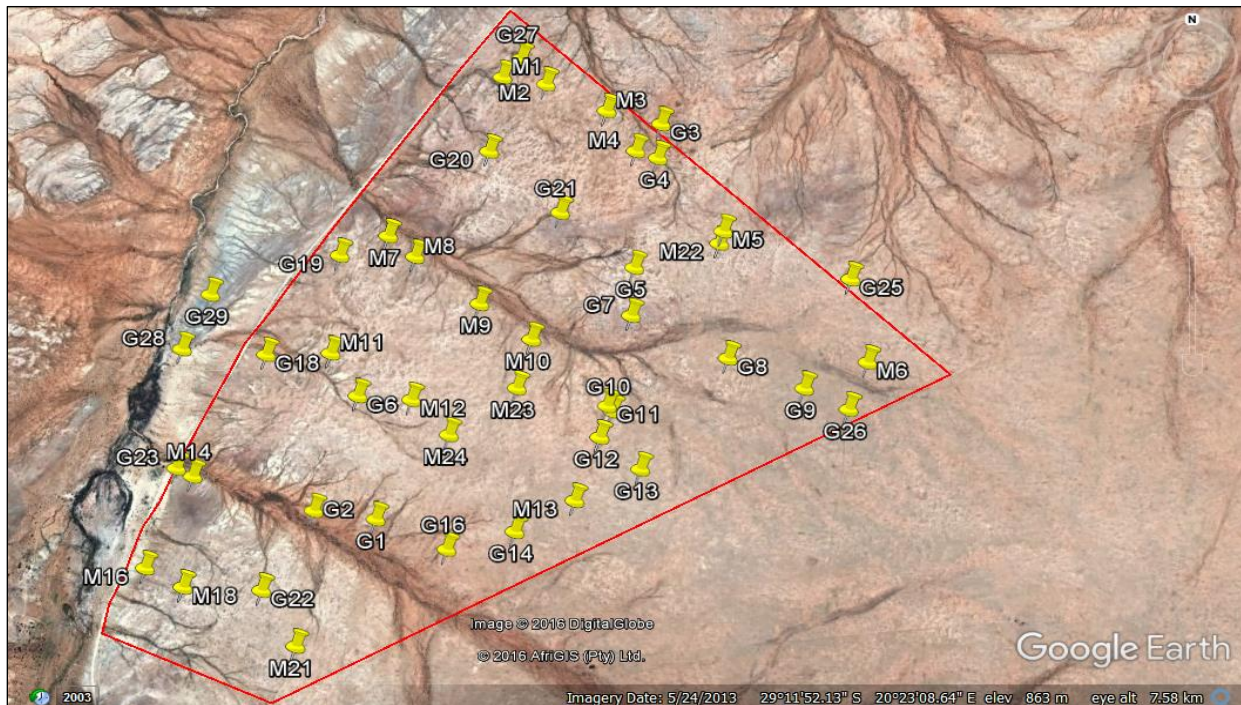 N
G27
M1
M2
M3
G3
M4
G4
G20
G21
M5
M22
M7
M8
G19
G5
G25
G29
G7
M9
G28
M11
M10
G18
G8
M6
G6
M12
M23
G10
G11
G9
G26
M24
G12
G23
M14
G13
G2
M13
G1
G16
G14
M16
M18
G22
M21
Image © 2016 DigitalGlobe
© 2016 AfriGIS (Pty) Ltd.
Google Earth
2003
Imagery Date: 5/24/2013 29°11'52.13" S 20°23'08.64" E elev 863 m eye alt 7.58 km